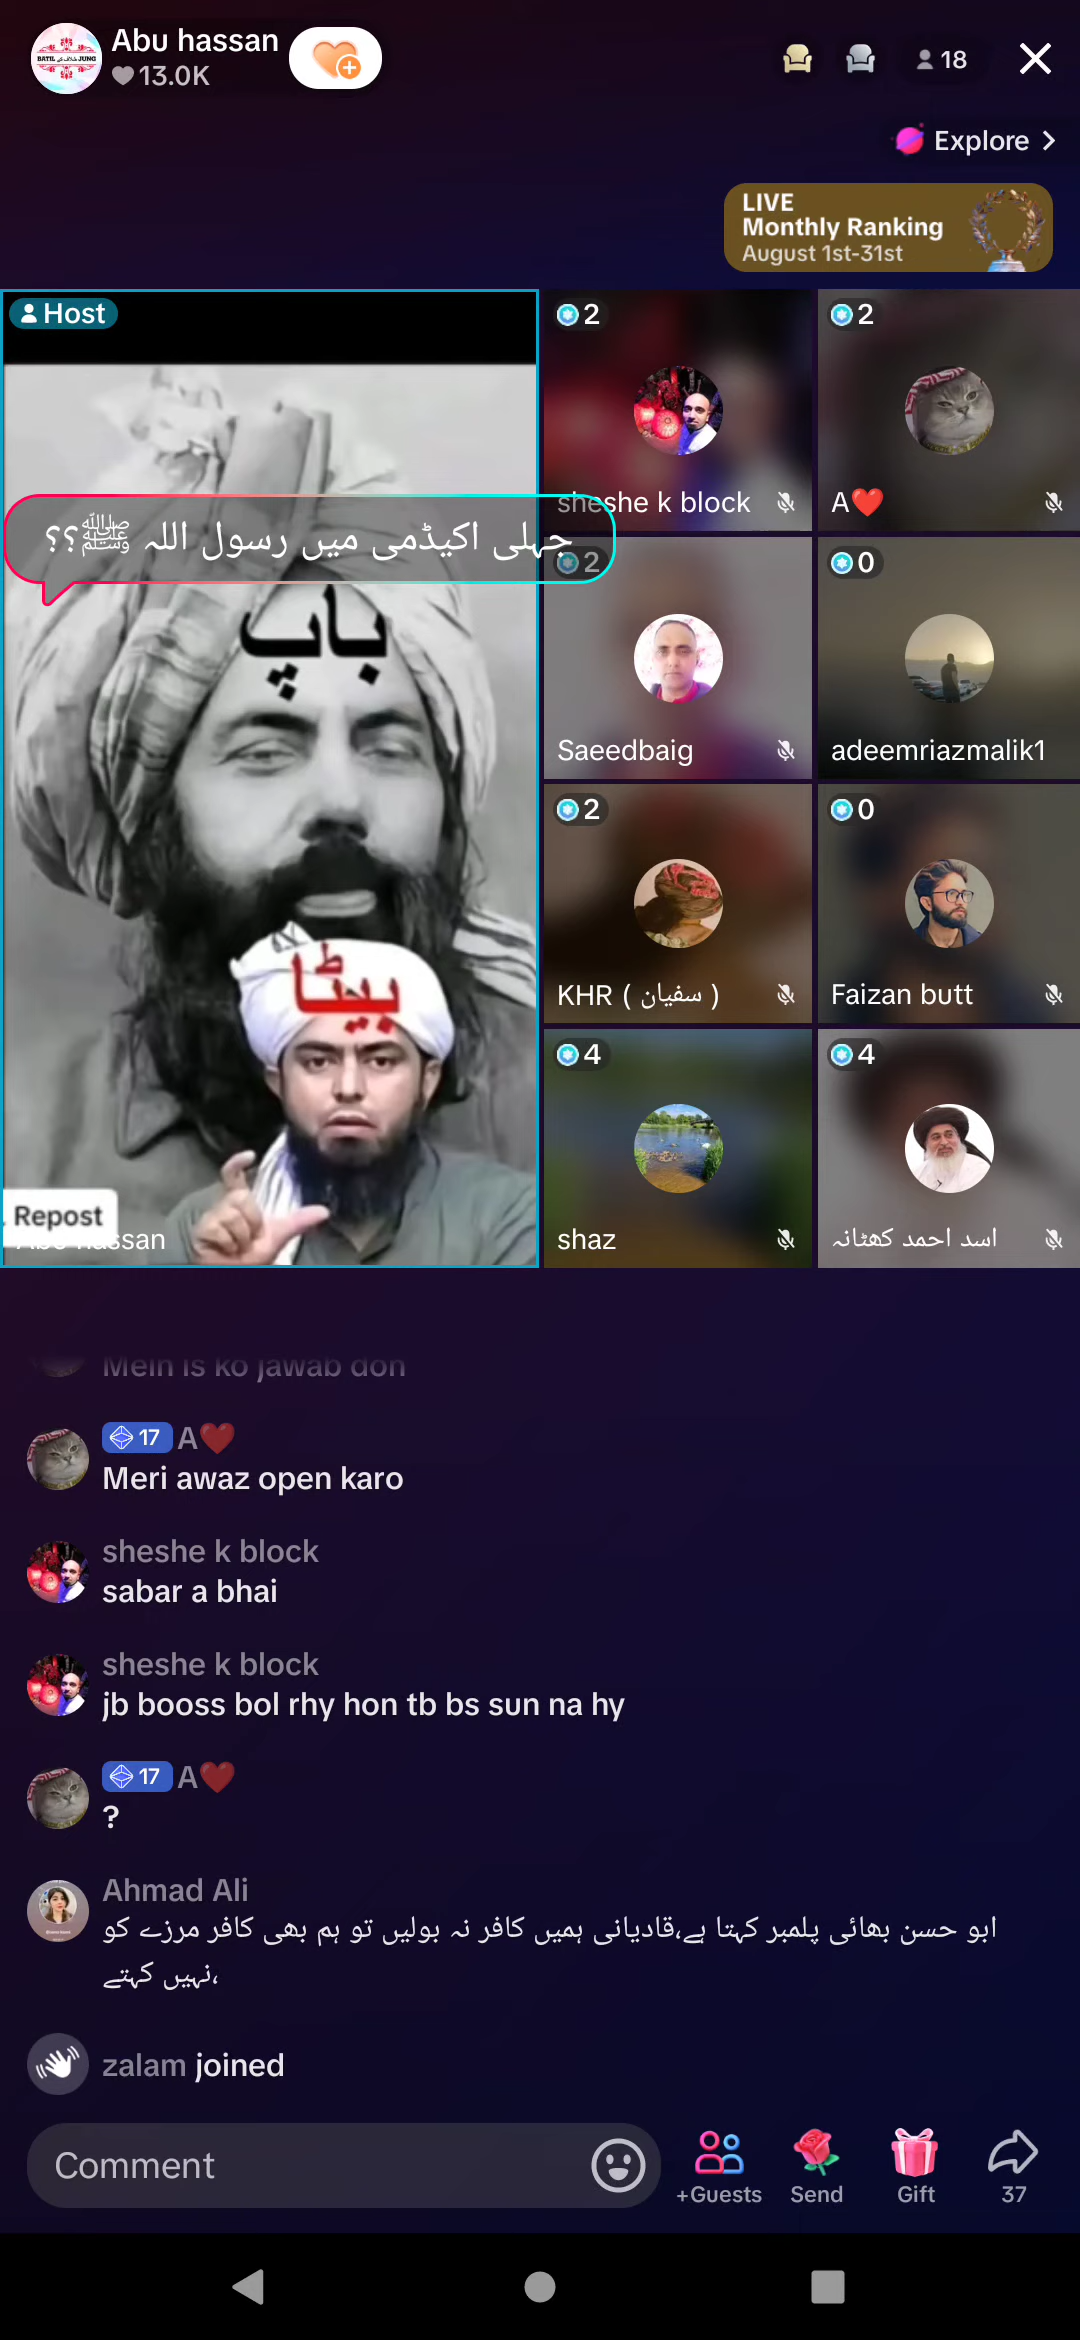 Abu hassan
13.0K
18
Explore
LIVE
Monthly Ranking
August 1st-31st
Host
2
sheshe k block
2
A❤️
جہلی اکیڈمی میں رسول اللہ ﷺ؟؟
باپ
بیٹا
Repost
Abu hassan
2
Saeedbaig
0
adeemriazmalik1
2
KHR ( سفیان )
0
Faizan butt
4
shaz
4
اسد احمد کھٹانہ
Mein is ko jawab don
17 A❤️
Meri awaz open karo
sheshe k block
sabar a bhai
sheshe k block
jb booss bol rhy hon tb bs sun na hy
17 A❤️
?
Ahmad Ali
ابو حسن بھائی پلمبر کہتا ہے،قادیانی ہمیں کافر نہ بولیں تو ہم بھی کافر مرزے کو
نہیں کہتے،
zalam joined
Comment
+Guests
Send
Gift
37